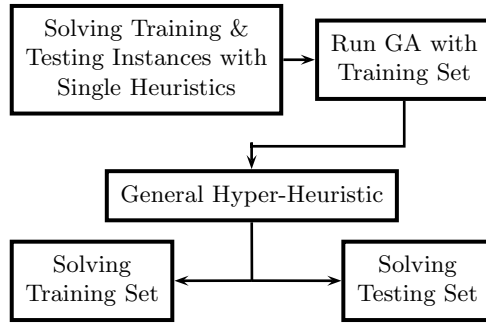 Solving Training &
Testing Instances with
Single Heuristics
Run GA with
Training Set
General Hyper-Heuristic
Solving
Training Set
Solving
Testing Set